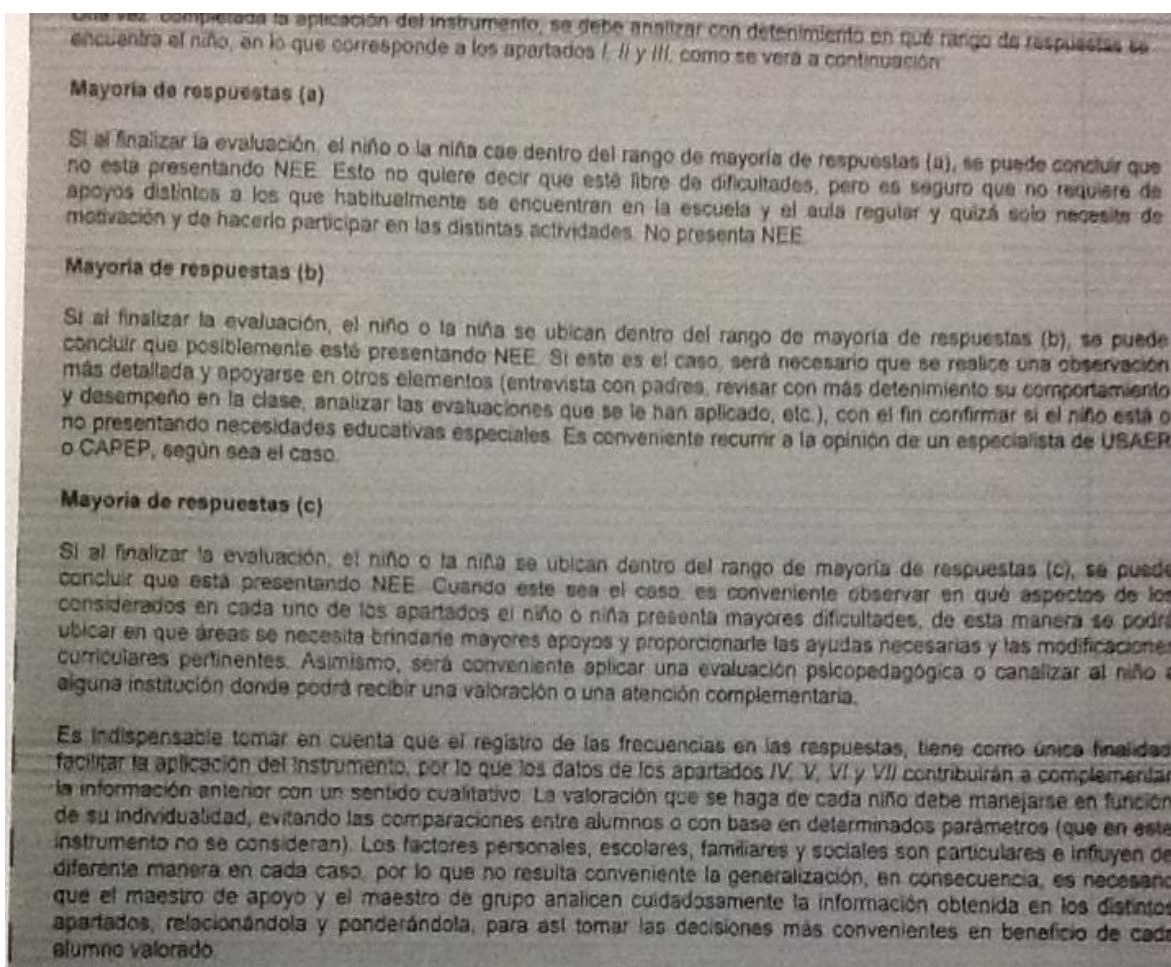 Una vez completada la aplicación del instrumento, se debe analizar con detenimiento en qué rango de respuestas se
encuentra el niño, en lo que corresponde a los apartados I, II y III, como se verá a continuación:
Mayoría de respuestas (a)
Si al finalizar la evaluación, el niño o la niña cae dentro del rango de mayoría de respuestas (a), se puede concluir que
no esta presentando NEE. Esto no quiere decir que esté libre de dificultades, pero es seguro que no requiere de
apoyos distintos a los que habitualmente se encuentran en la escuela y el aula regular y quizá solo necesite de
motivación y de hacerlo participar en las distintas actividades. No presenta NEE.
Mayoría de respuestas (b)
Si al finalizar la evaluación, el niño o la niña se ubican dentro del rango de mayoría de respuestas (b), se puede
concluir que posiblemente esté presentando NEE. Si este es el caso, será necesario que se realice una observación
más detallada y apoyarse en otros elementos (entrevista con padres, revisar con más detenimiento su comportamiento
y desempeño en la clase, analizar las evaluaciones que se le han aplicado, etc.), con el fin confirmar si el niño está o
no presentando necesidades educativas especiales. Es conveniente recurrir a la opinión de un especialista de USAER
o CAPEP, según sea el caso.
Mayoría de respuestas (c)
Si al finalizar la evaluación, el niño o la niña se ubican dentro del rango de mayoría de respuestas (c), se puede
concluir que está presentando NEE. Cuando este sea el caso, es conveniente observar en qué aspectos de los
considerados en cada uno de los apartados el niño o niña presenta mayores dificultades, de esta manera se podrá
ubicar en que áreas se necesita brindarle mayores apoyos y proporcionarle las ayudas necesarias y las modificaciones
curriculares pertinentes. Asimismo, será conveniente aplicar una evaluación psicopedagógica o canalizar al niño a
alguna institución donde podrá recibir una valoración o una atención complementaria.
Es indispensable tomar en cuenta que el registro de las frecuencias en las respuestas, tiene como única finalidad
facilitar la aplicación del instrumento, por lo que los datos de los apartados IV, V, VI y VII contribuirán a complementar
la información anterior con un sentido cualitativo. La valoración que se haga de cada niño debe manejarse en función
de su individualidad, evitando las comparaciones entre alumnos o con base en determinados parámetros (que en este
instrumento no se consideran). Los factores personales, escolares, familiares y sociales son particulares e influyen de
diferente manera en cada caso, por lo que no resulta conveniente la generalización, en consecuencia, es necesario
que el maestro de apoyo y el maestro de grupo analicen cuidadosamente la información obtenida en los distintos
apartados, relacionándola y ponderándola, para así tomar las decisiones más convenientes en beneficio de cada
alumno valorado.